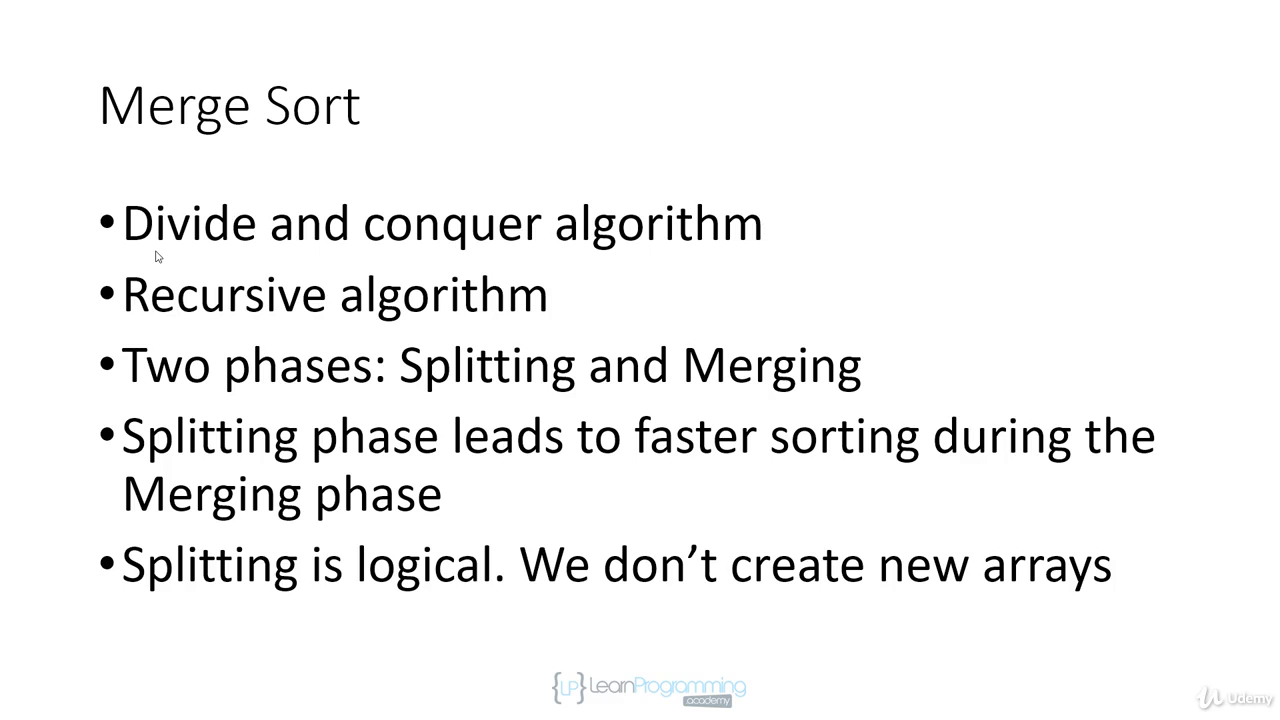 Merge Sort
•Divide and conquer algorithm
•Recursive algorithm
•Two phases: Splitting and Merging
•Splitting phase leads to faster sorting during the
Merging phase
•Splitting is logical. We don’t create new arrays
{LP} LearnProgramming
academy
Udemy